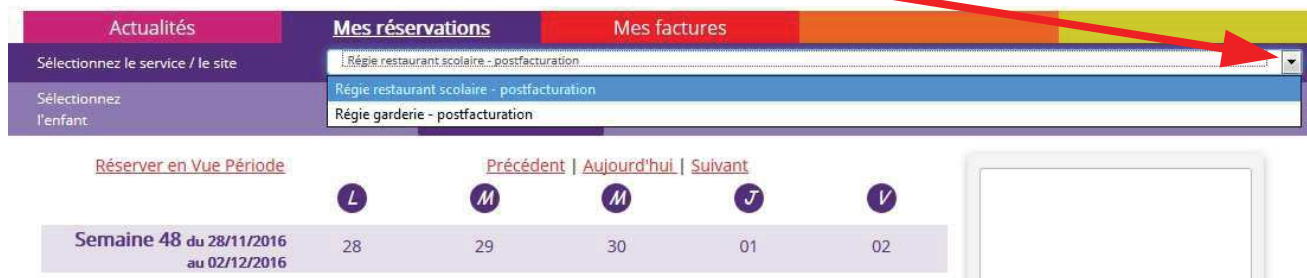 Actualités Mes réservations Mes factures
Sélectionnez le service / le site Régie restaurant scolaire - postfacturation
Régie restaurant scolaire - postfacturation
Régie garderie - postfacturation
Sélectionnez
l'enfant
Réserver en Vue Période Précédent | Aujourd'hui | Suivant
L M M J V
Semaine 48 du 28/11/2016 28 29 30 01 02
au 02/12/2016